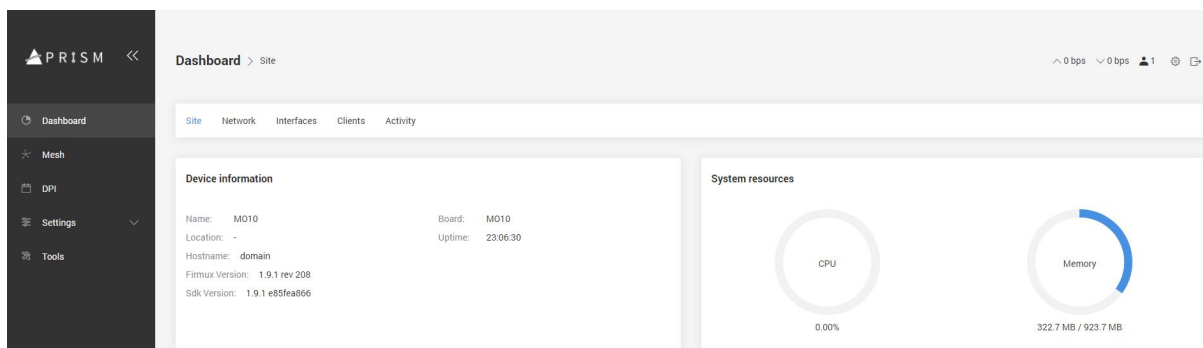 PRISM
Dashboard > Site
0 bps 0 bps 1
Dashboard
Mesh
DPI
Settings
Tools
Site Network Interfaces Clients Activity
Device information
Name: MO10
Location: -
Hostname: domain
Firmux Version: 1.9.1 rev 208
Sdk Version: 1.9.1 e85fea866
Board: MO10
Uptime: 23:06:30
System resources
CPU
0.00%
Memory
322.7 MB / 923.7 MB